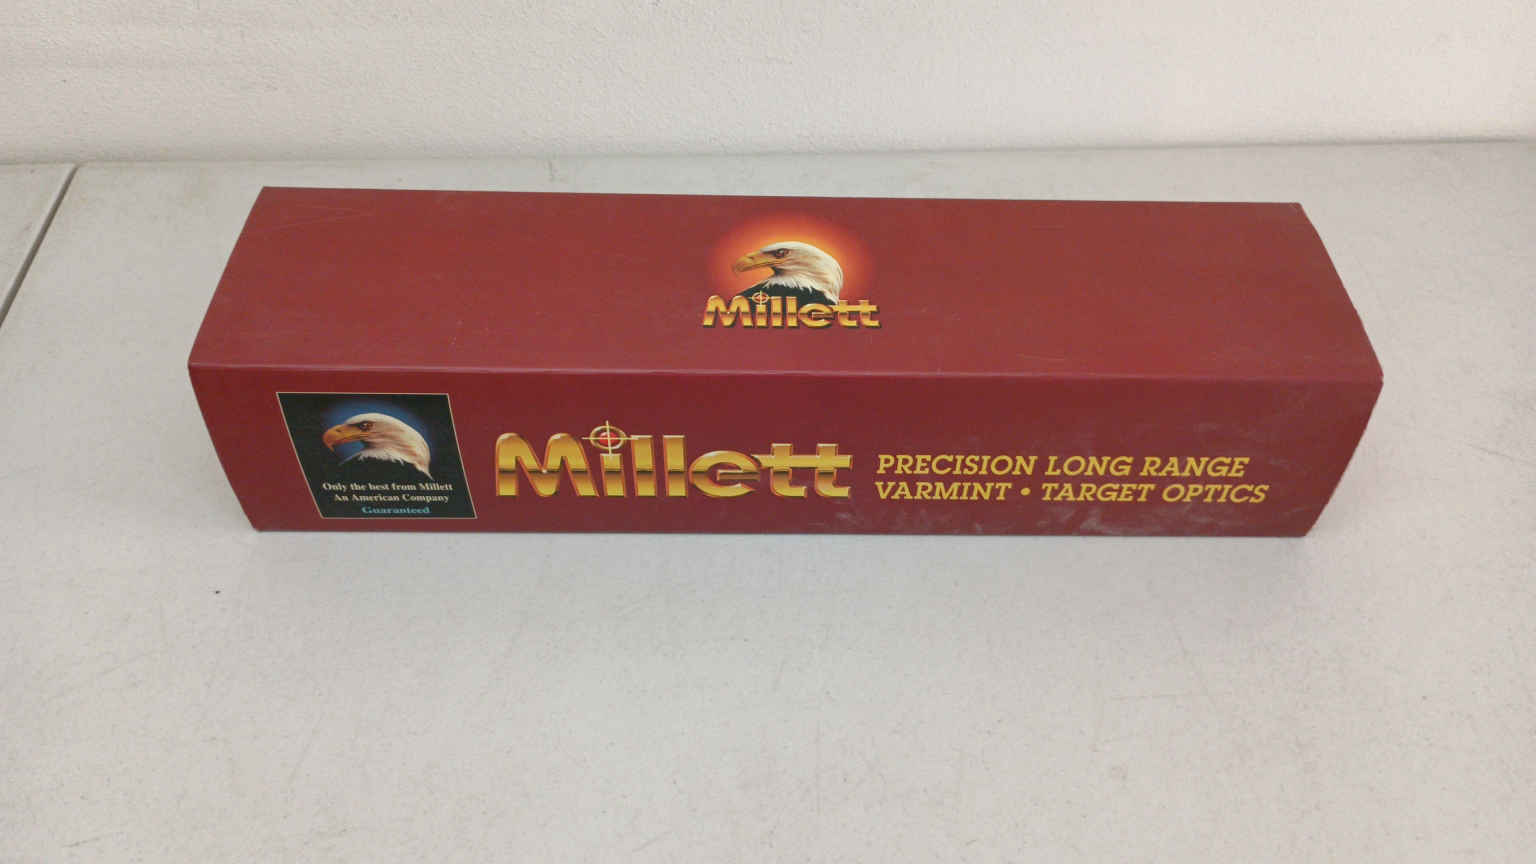 Millett
Only the best from Millett
An American Company
Guaranteed
Millett
PRECISION LONG RANGE
VARMINT • TARGET OPTICS